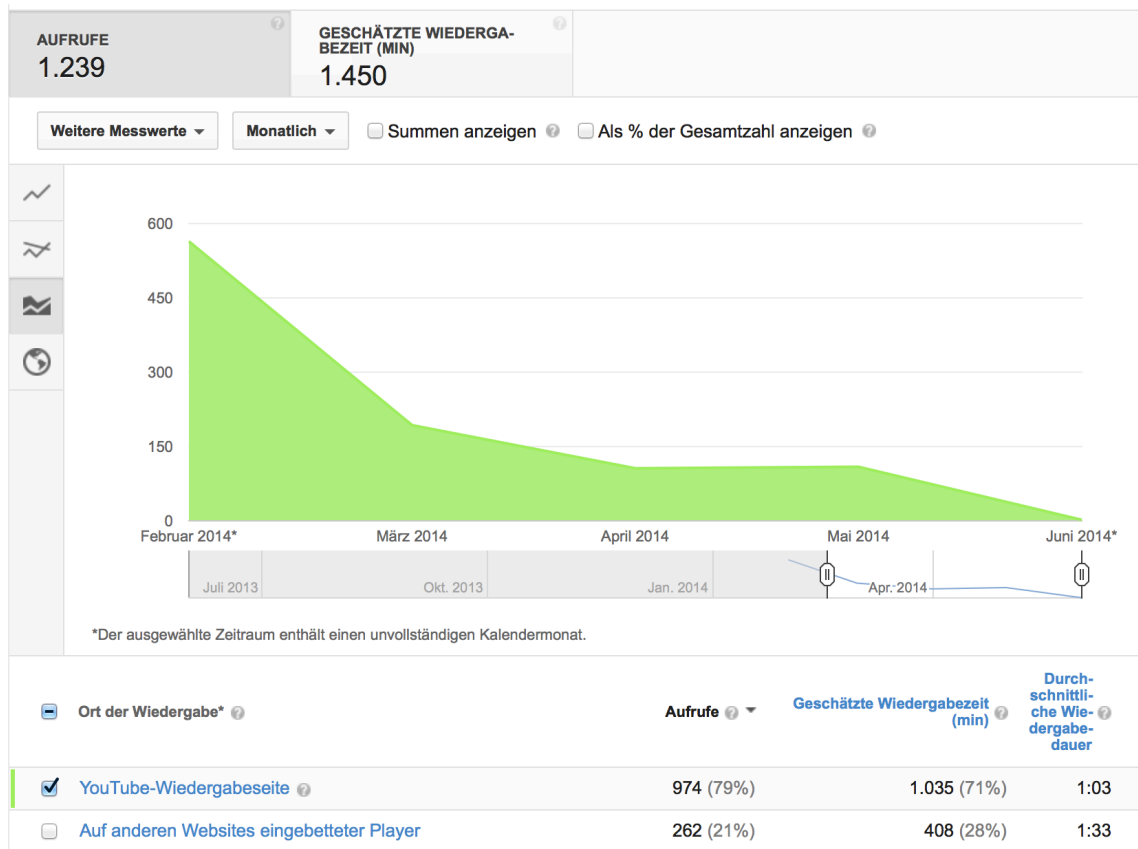 AUFRUFE
1.239
GESCHÄTZTE WIEDERGA-
BEZEIT (MIN)
1.450
Weitere Messwerte
Monatlich
Summen anzeigen
Als % der Gesamtzahl anzeigen
600
450
300
150
0
Februar 2014* März 2014 April 2014 Mai 2014 Juni 2014*
Juli 2013 Okt. 2013 Jan. 2014 Apr. 2014
*Der ausgewählte Zeitraum enthält einen unvollständigen Kalendermonat.
Ort der Wiedergabe*
Aufrufe
Geschätzte Wiedergabezeit
(min)
Durch-
schnittli-
che Wie-
dergabe-
dauer
YouTube-Wiedergabeseite 974 (79%) 1.035 (71%) 1:03
Auf anderen Websites eingebetteter Player 262 (21%) 408 (28%) 1:33